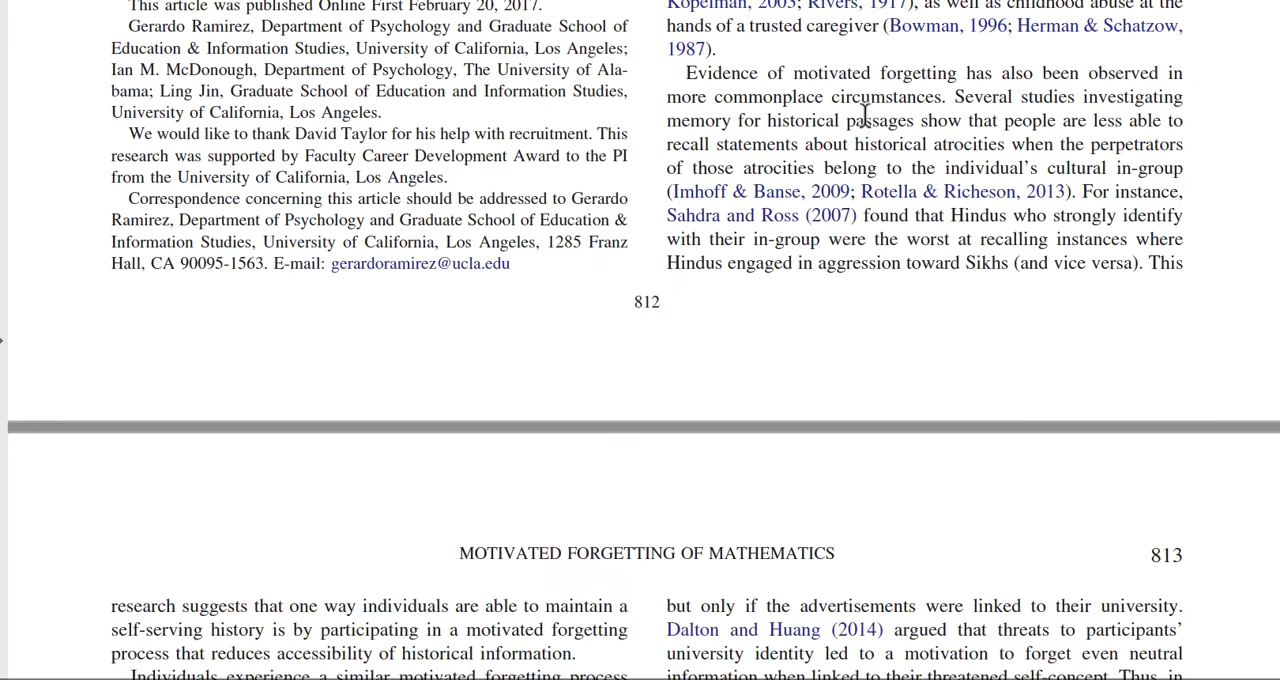 This article was published Online First February 20, 2017.
Gerardo Ramirez, Department of Psychology and Graduate School of
Education & Information Studies, University of California, Los Angeles;
Ian M. McDonough, Department of Psychology, The University of Ala-
bama; Ling Jin, Graduate School of Education and Information Studies,
University of California, Los Angeles.
We would like to thank David Taylor for his help with recruitment. This
research was supported by Faculty Career Development Award to the PI
from the University of California, Los Angeles.
Correspondence concerning this article should be addressed to Gerardo
Ramirez, Department of Psychology and Graduate School of Education &
Information Studies, University of California, Los Angeles, 1285 Franz
Hall, CA 90095-1563. E-mail: gerardoramirez@ucla.edu
Kopelman, 2003; Rivers, 1917), as well as childhood abuse at the
hands of a trusted caregiver (Bowman, 1996; Herman & Schatzow,
1987).
Evidence of motivated forgetting has also been observed in
more commonplace circumstances. Several studies investigating
memory for historical passages show that people are less able to
recall statements about historical atrocities when the perpetrators
of those atrocities belong to the individual's cultural in-group
(Imhoff & Banse, 2009; Rotella & Richeson, 2013). For instance,
Sahdra and Ross (2007) found that Hindus who strongly identify
with their in-group were the worst at recalling instances where
Hindus engaged in aggression toward Sikhs (and vice versa). This
812
MOTIVATED FORGETTING OF MATHEMATICS
813
research suggests that one way individuals are able to maintain a
self-serving history is by participating in a motivated forgetting
process that reduces accessibility of historical information.
Individuals experience a similar motivated forgetting process
but only if the advertisements were linked to their university.
Dalton and Huang (2014) argued that threats to participants'
university identity led to a motivation to forget even neutral
information when linked to their threatened self-concept. Thus, in